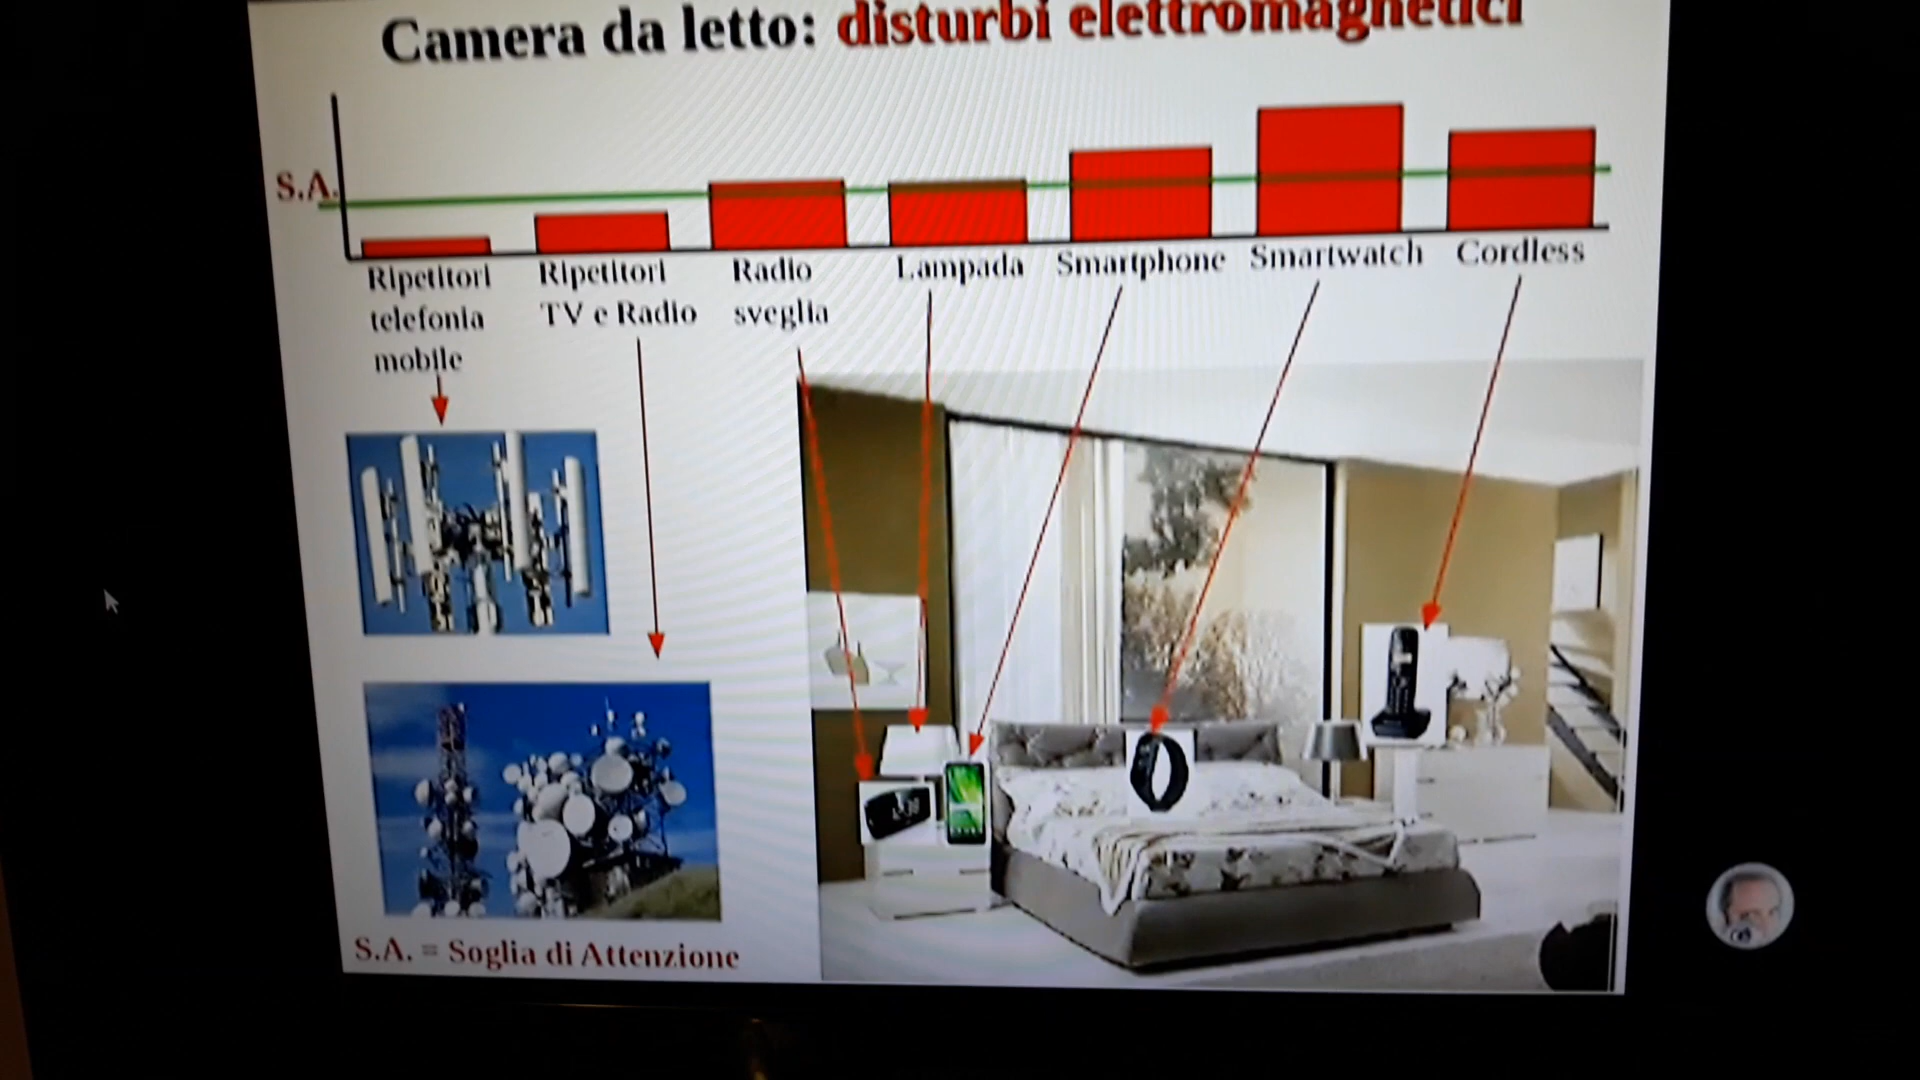 Camera da letto: disturbi elettromagnetici
S.A.
Ripetitori
telefonia
mobile
Ripetitori
TV e Radio
Radio
sveglia
Lampada
Smartphone
Smartwatch
Cordless
S.A. = Soglia di Attenzione